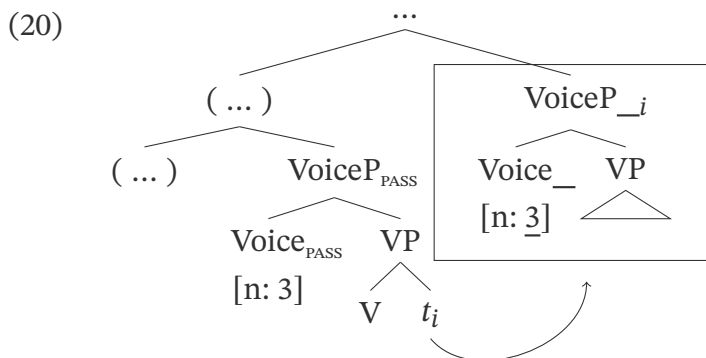 (20)
...
( ... ) VoiceP_i
( ... ) VoiceP_PASS Voice_ VP
[n: 3]
Voice_PASS VP
[n: 3]
V t_i